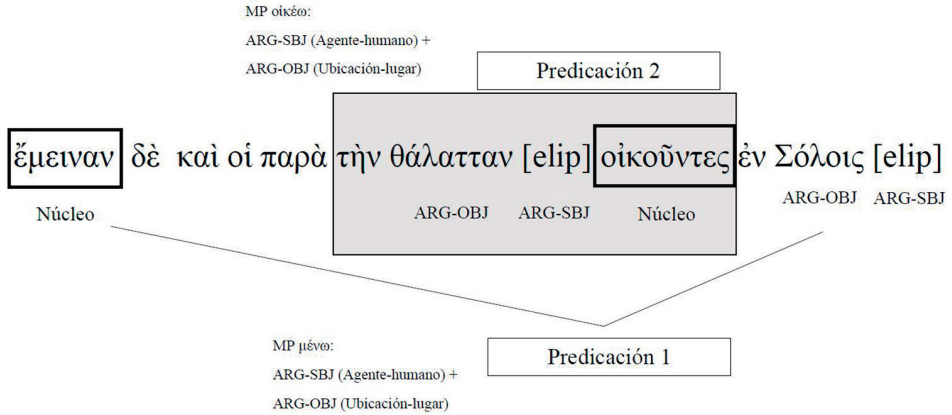 MP οἰκέω:
ARG-SBJ (Agente-humano) +
ARG-OBJ (Ubicación-lugar)
Predicación 2
ἔμειναν δὲ καὶ οἱ παρὰ τὴν θάλατταν [elip] οἰκοῦντες ἐν Σόλοις [elip]
Núcleo ARG-OBJ ARG-SBJ Núcleo ARG-OBJ ARG-SBJ
MP μένω:
ARG-SBJ (Agente-humano) +
ARG-OBJ (Ubicación-lugar)
Predicación 1